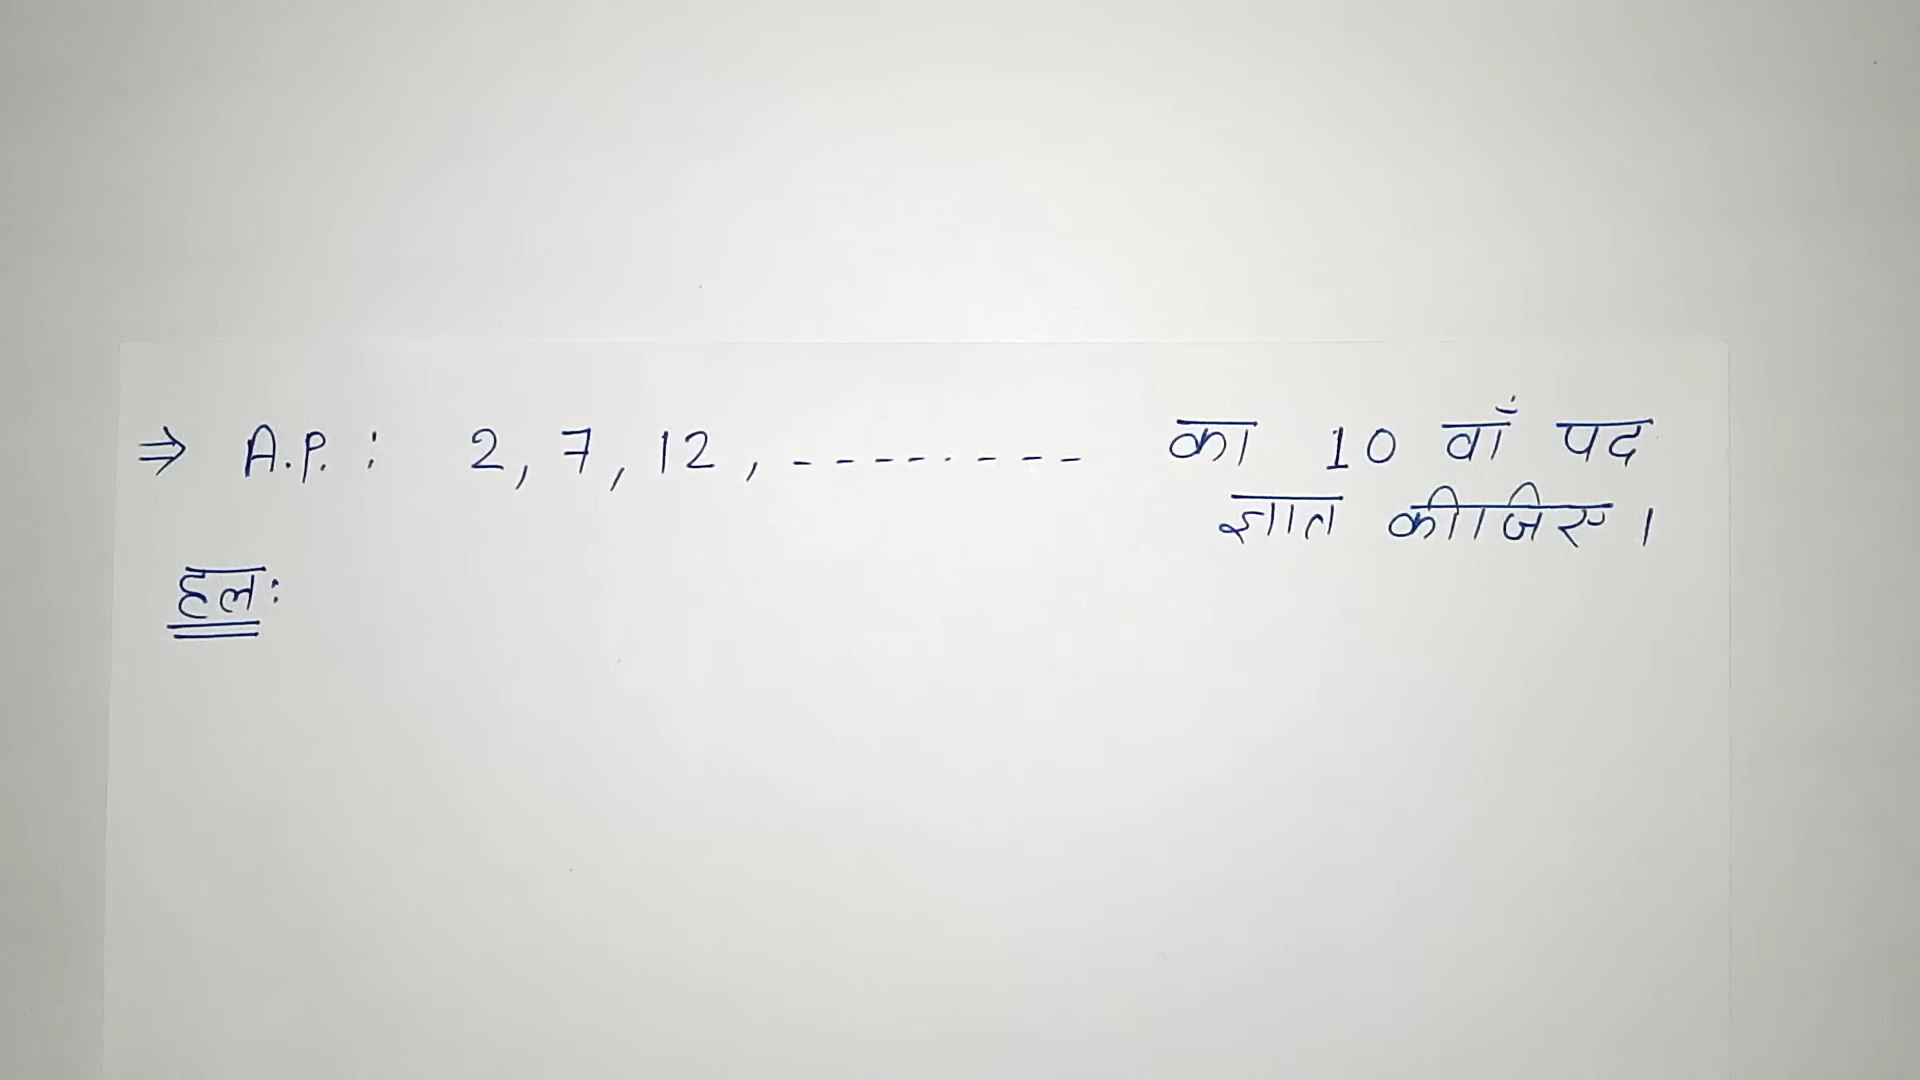 ⇒ A.P. : 2, 7, 12, --------- का 10 वाँ पद
ज्ञात कीजिए ।
हल: